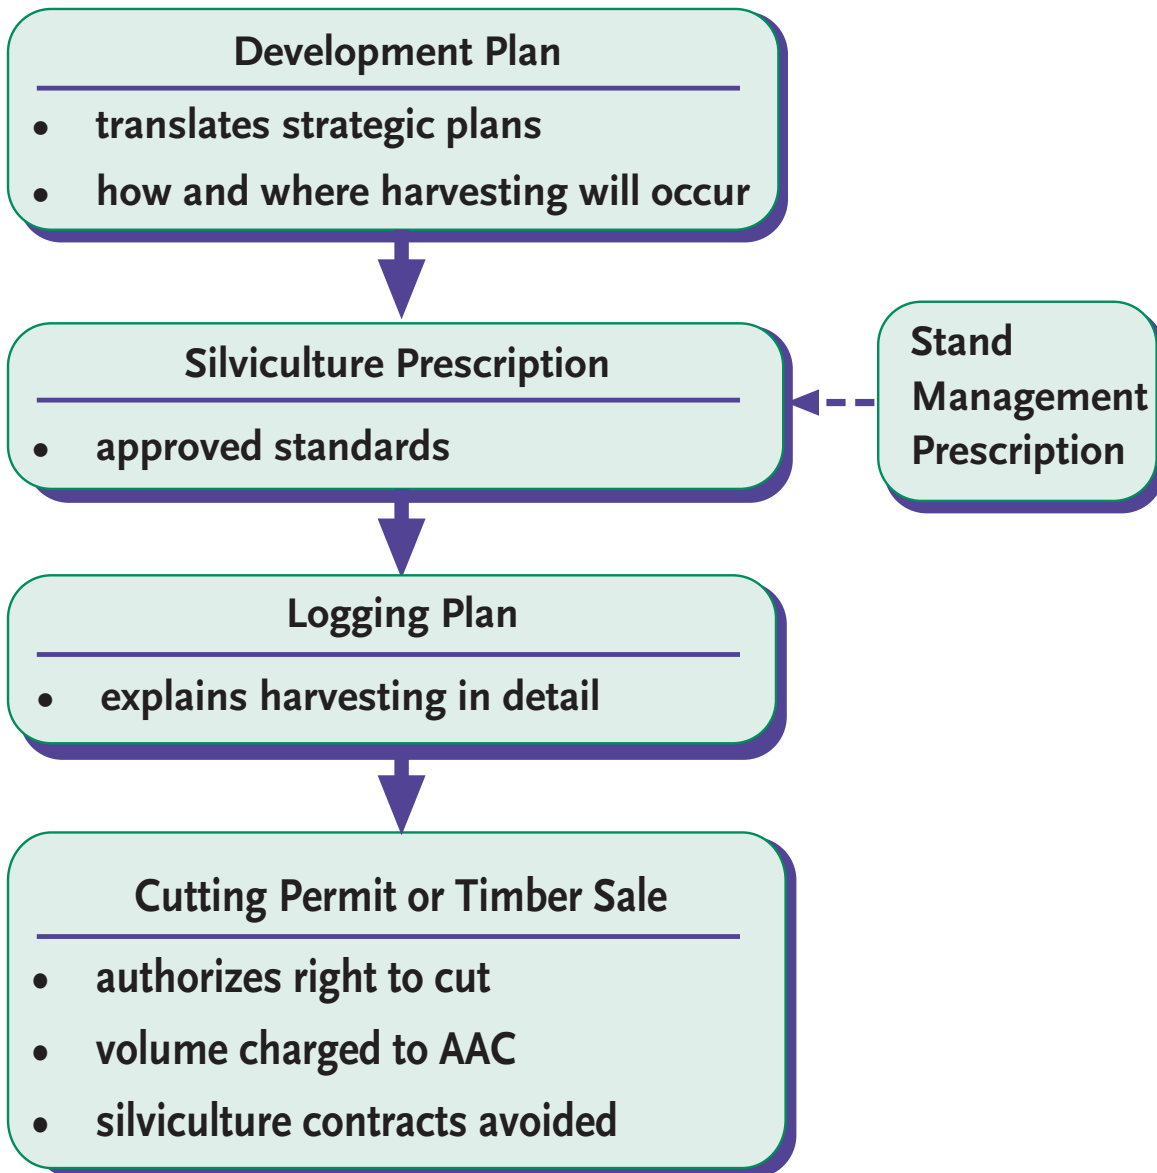 Development Plan
• translates strategic plans
• how and where harvesting will occur
Silviculture Prescription
• approved standards
Stand
Management
Prescription
Logging Plan
• explains harvesting in detail
Cutting Permit or Timber Sale
• authorizes right to cut
• volume charged to AAC
• silviculture contracts avoided